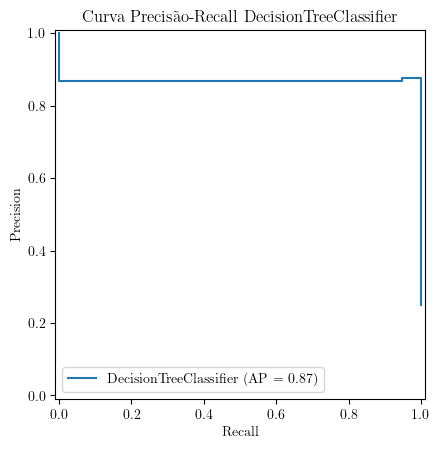 Curva Precisão-Recall DecisionTreeClassifier
1.0
0.8
0.6
0.4
0.2
0.0
Precision
DecisionTreeClassifier (AP = 0.87)
0.0 0.2 0.4 0.6 0.8 1.0
Recall